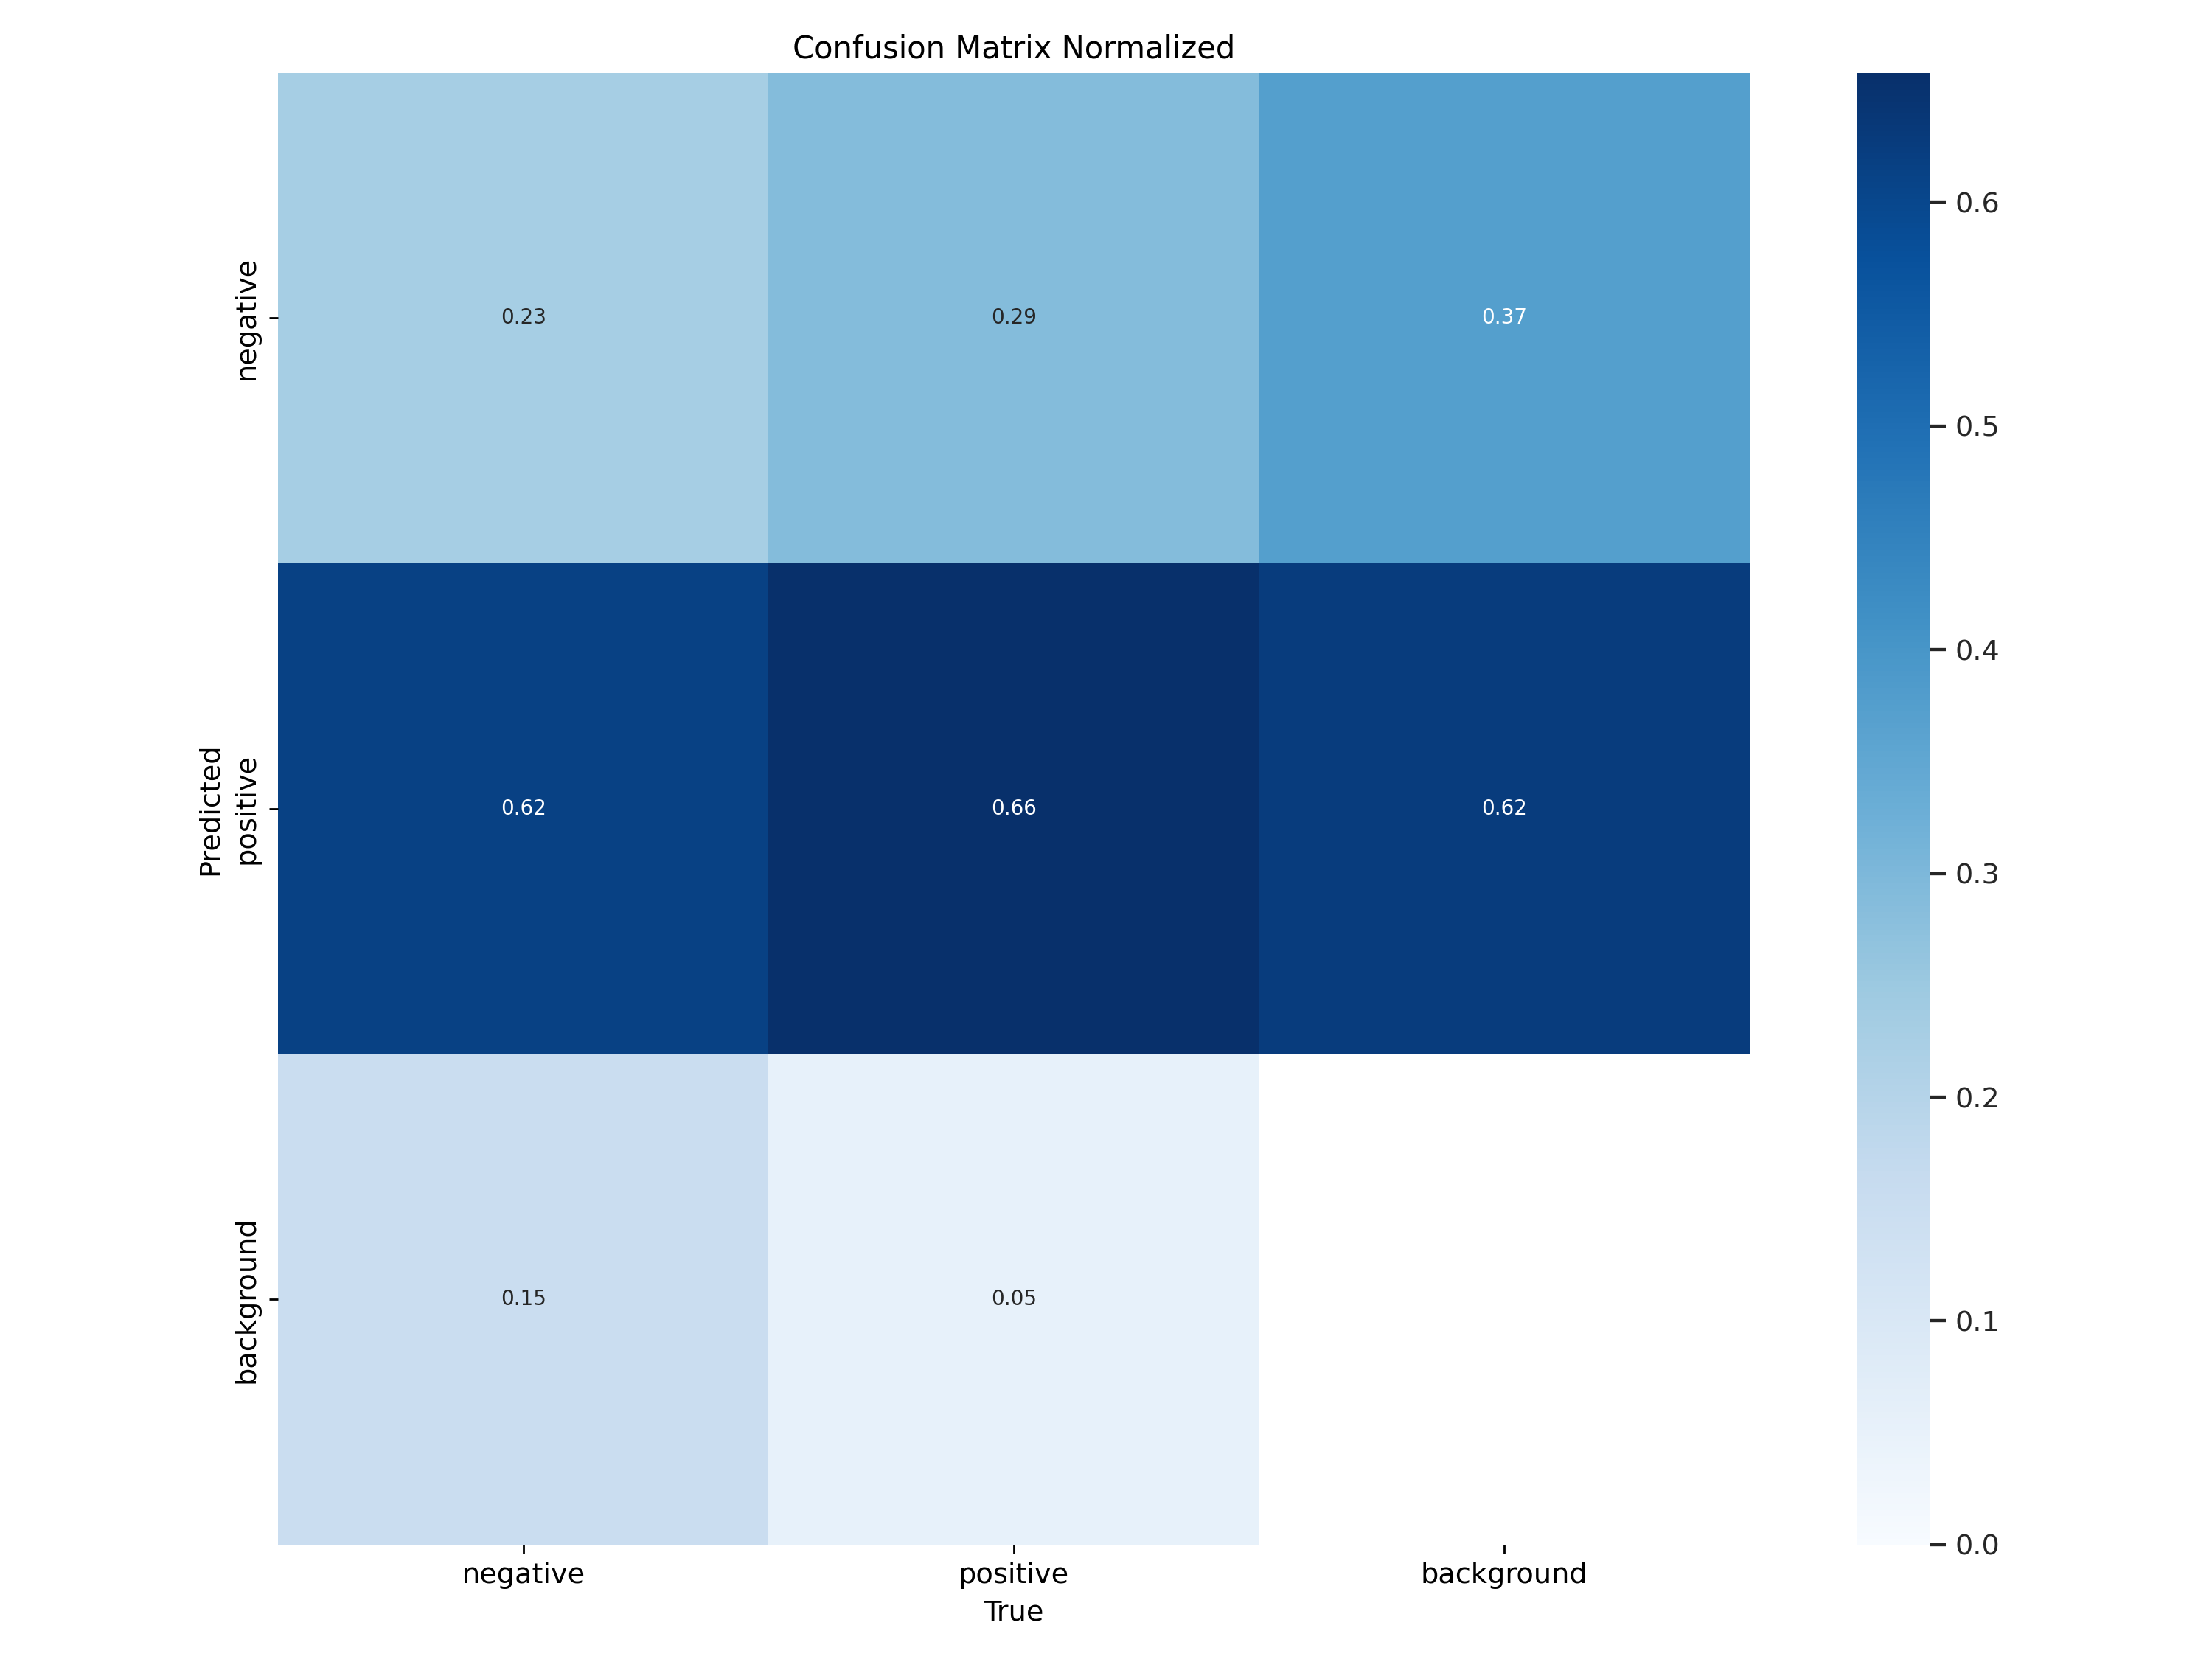 Confusion Matrix Normalized
negative
0.23
0.29
0.37
0.6
0.5
0.4
Predicted
positive
0.62
0.66
0.62
0.3
0.2
background
0.15
0.05
0.1
0.0
negative
positive
background
True